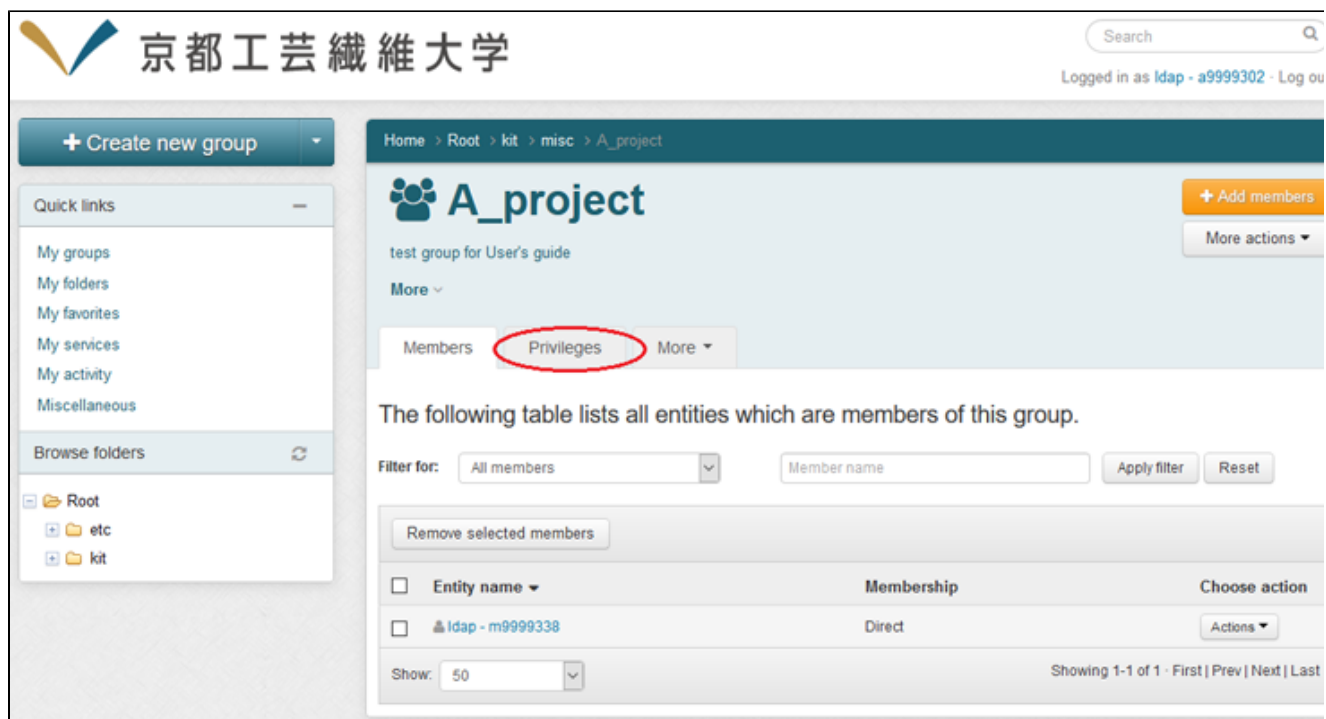 京都工芸繊維大学
Search
Logged in as ldap - a9999302 · Log ou
+ Create new group
Home > Root > kit > misc > A_project
Quick links
My groups
My folders
My favorites
My services
My activity
Miscellaneous
Browse folders
Root
etc
kit
A_project
+ Add members
More actions
test group for User's guide
More
Members Privileges More
The following table lists all entities which are members of this group.
Filter for: All members Member name Apply filter Reset
Remove selected members
Entity name Membership Choose action
ldap - m9999338 Direct Actions
Show: 50 Showing 1-1 of 1 · First | Prev | Next | Last